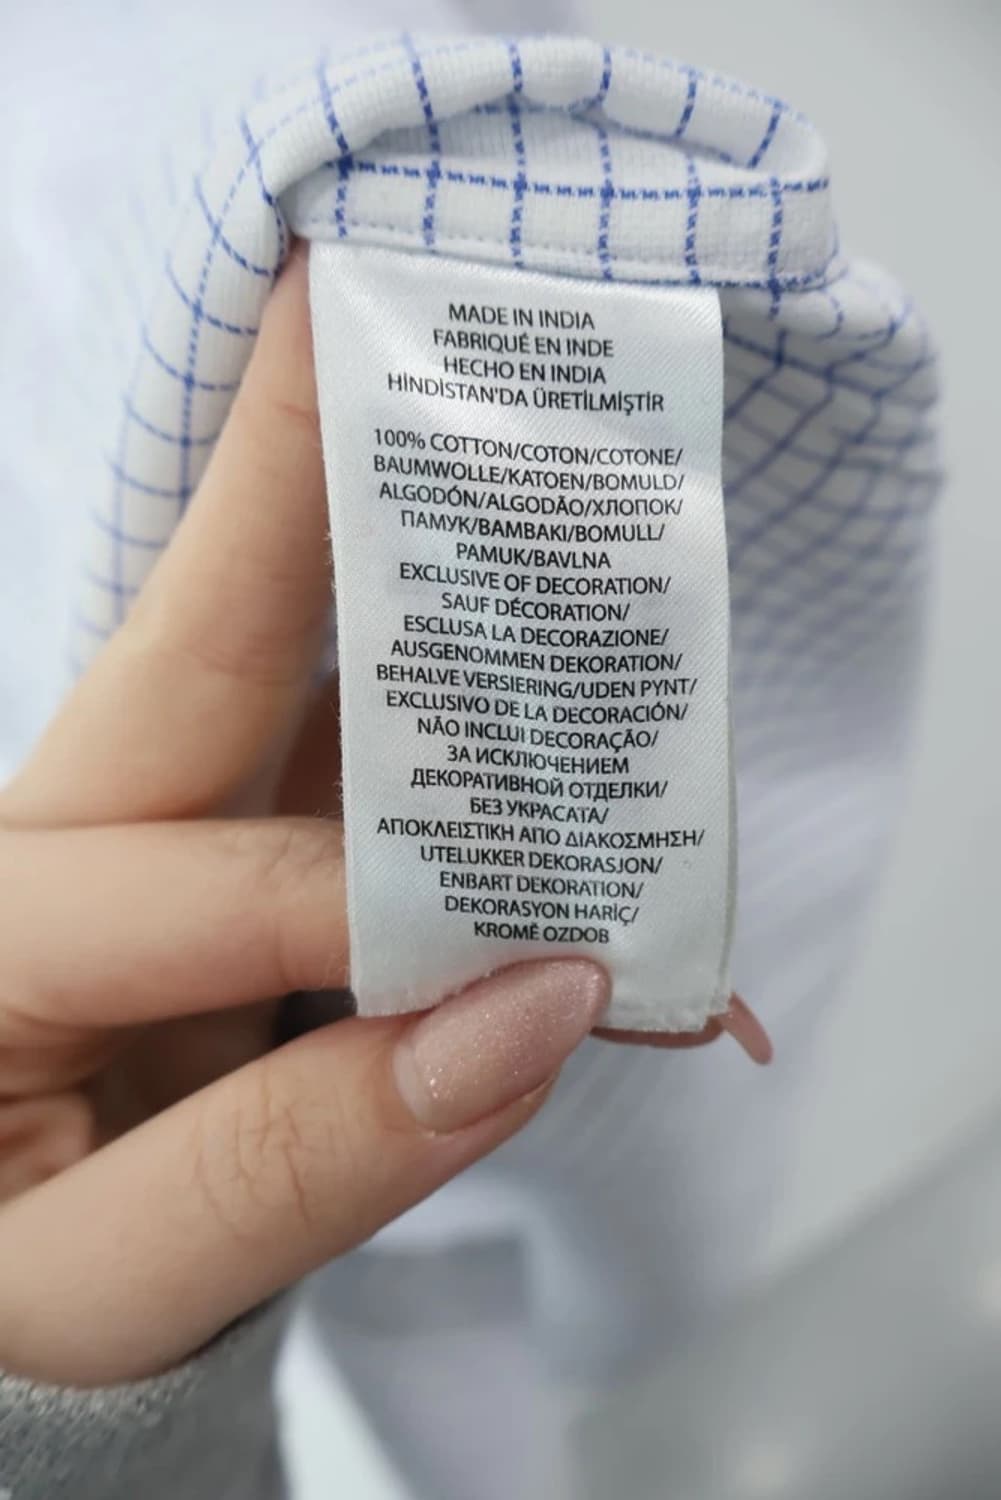 MADE IN INDIA
FABRIQUÉ EN INDE
HECHO EN INDIA
HİNDİSTAN'DA ÜRETİLMİŞTİR
100% COTTON/COTON/COTONE/
BAUMWOLLE/KATOEN/BOMULD/
ALGODÓN/ALGODÃO/ХЛОПОК/
ПАМУК/BAMBAKI/BOMULL/
PAMUK/BAVLNA
EXCLUSIVE OF DECORATION/
SAUF DÉCORATION/
ESCLUSA LA DECORAZIONE/
AUSGENOMMEN DEKORATION/
BEHALVE VERSIERING/UDEN PYNT/
EXCLUSIVO DE LA DECORACIÓN/
NÃO INCLUI DECORAÇÃO/
ЗА ИСКЛЮЧЕНИЕМ
ДЕКОРАТИВНОЙ ОТДЕЛКИ/
БЕЗ УКРАСАТА/
ΑΠΟΚΛΕΙΣΤΙΚΗ ΑΠΟ ΔΙΑΚΟΣΜΗΣΗ/
UTELUKKER DEKORASJON/
ENBART DEKORATION/
DEKORASYON HARİÇ/
KROMĚ OZDOB